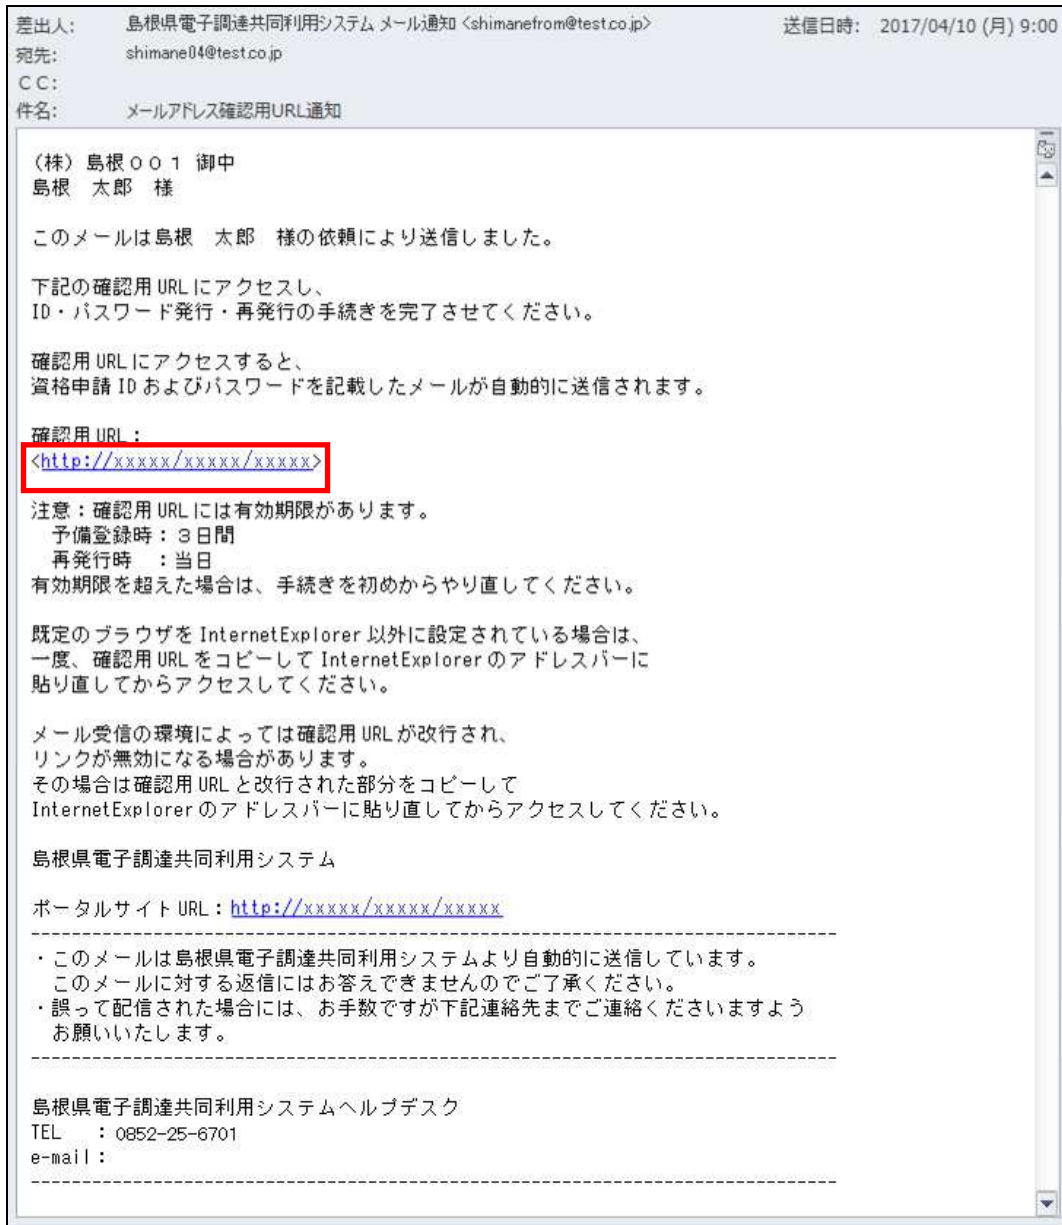 差出人: 島根県電子調達共同利用システム メール通知 <shimanefrom@test.co.jp> 送信日時: 2017/04/10 (月) 9:00
宛先: shimane04@test.co.jp
CC:
件名: メールアドレス確認用URL通知
（株）島根００１ 御中
島根　太郎　様
このメールは島根　太郎　様の依頼により送信しました。
下記の確認用URLにアクセスし、
ID・パスワード発行・再発行の手続きを完了させてください。
確認用URLにアクセスすると、
資格申請IDおよびパスワードを記載したメールが自動的に送信されます。
確認用URL：
<http://xxxxx/xxxxx/xxxxx>
注意：確認用URLには有効期限があります。
　予備登録時：３日間
　再発行時　：当日
有効期限を超えた場合は、手続きを初めからやり直してください。
既定のブラウザをInternetExplorer以外に設定されている場合は、
一度、確認用URLをコピーしてInternetExplorerのアドレスバーに
貼り直してからアクセスしてください。
メール受信の環境によっては確認用URLが改行され、
リンクが無効になる場合があります。
その場合は確認用URLと改行された部分をコピーして
InternetExplorerのアドレスバーに貼り直してからアクセスしてください。
島根県電子調達共同利用システム
ポータルサイトURL：http://xxxxx/xxxxx/xxxxx
--------------------------------------------------------------------------------
・このメールは島根県電子調達共同利用システムより自動的に送信しています。
　このメールに対する返信にはお答えできませんのでご了承ください。
・誤って配信された場合には、お手数ですが下記連絡先までご連絡くださいますよう
　お願いいたします。
--------------------------------------------------------------------------------
島根県電子調達共同利用システムヘルプデスク
TEL　：0852-25-6701
e-mail：
--------------------------------------------------------------------------------